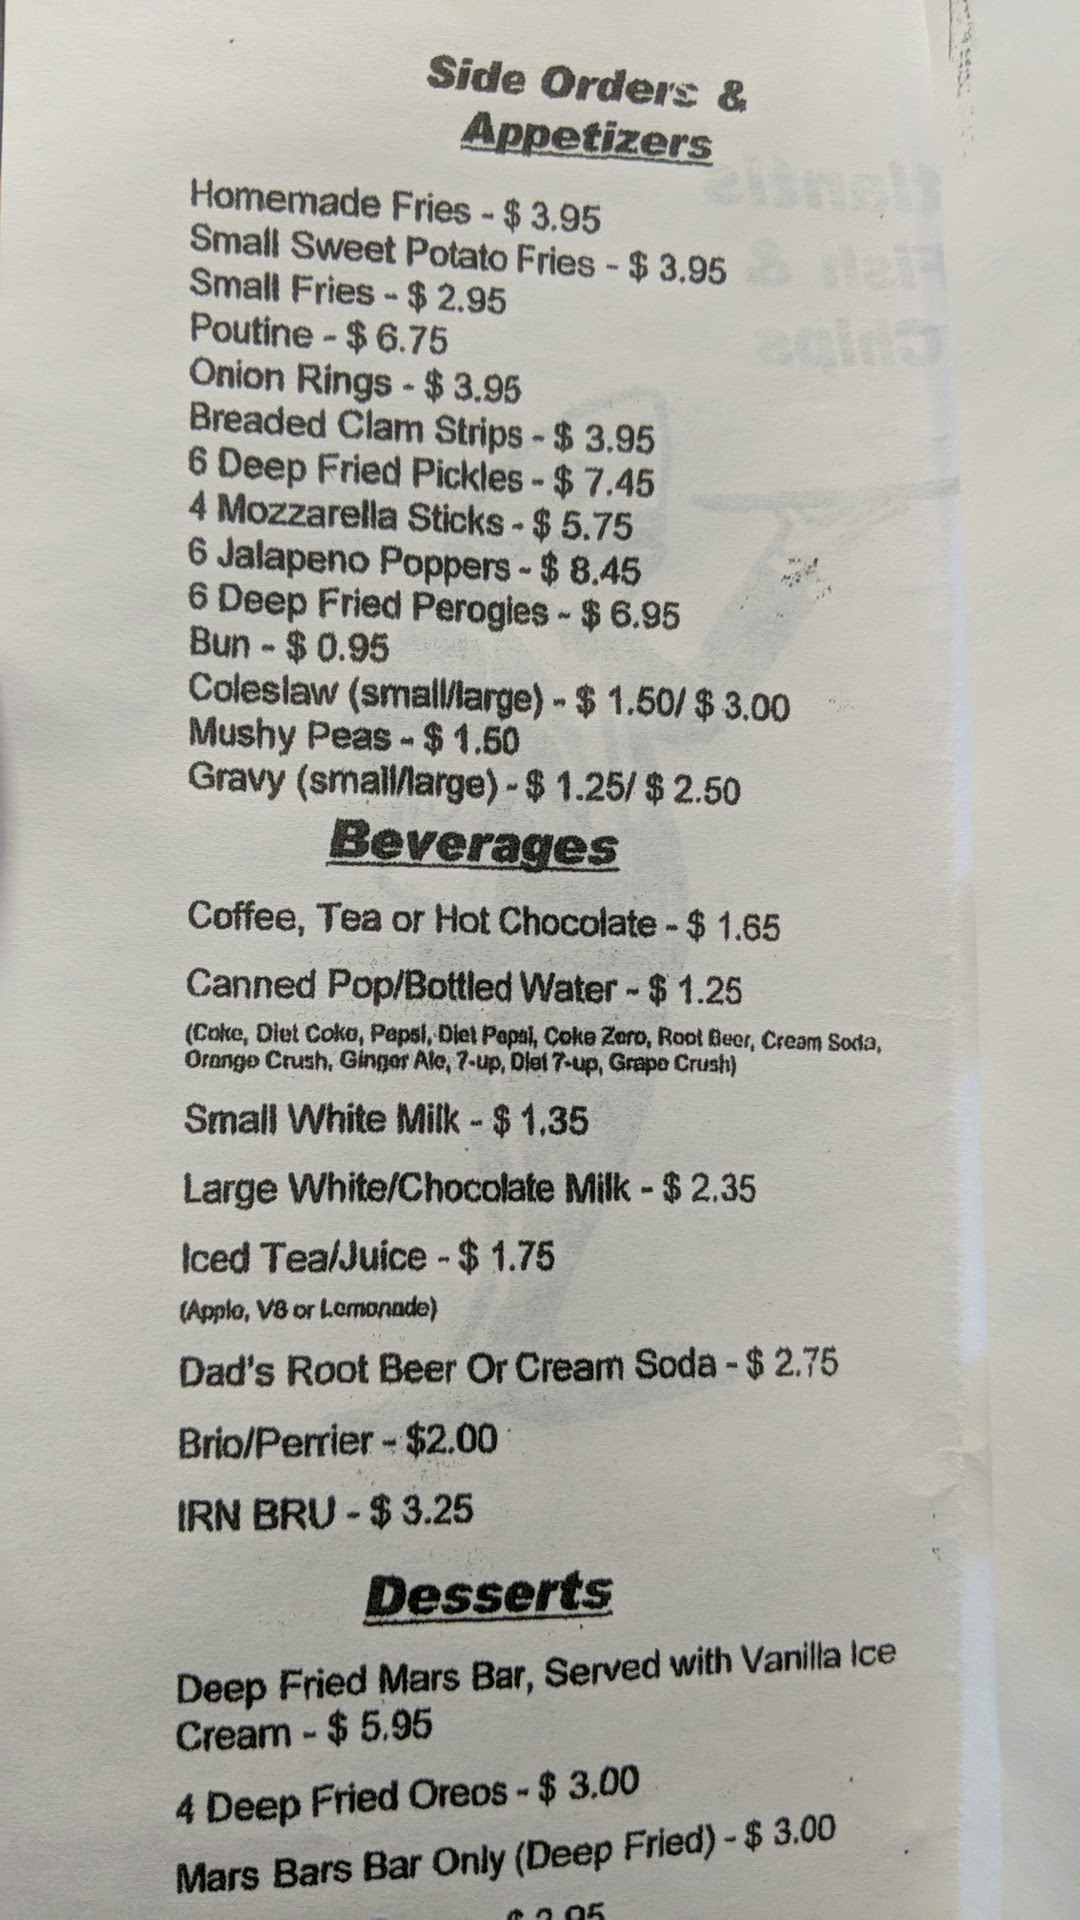 Side Orders &
Appetizers
Homemade Fries - $ 3.95
Small Sweet Potato Fries - $ 3.95
Small Fries - $ 2.95
Poutine - $ 6.75
Onion Rings - $ 3.95
Breaded Clam Strips - $ 3.95
6 Deep Fried Pickles - $ 7.45
4 Mozzarella Sticks - $ 5.75
6 Jalapeno Poppers - $ 8.45
6 Deep Fried Perogies - $ 6.95
Bun - $ 0.95
Coleslaw (small/large) - $ 1.50/ $ 3.00
Mushy Peas - $ 1.50
Gravy (small/large) - $ 1.25/ $ 2.50
Beverages
Coffee, Tea or Hot Chocolate - $ 1.65
Canned Pop/Bottled Water - $ 1.25
(Coke, Diet Coke, Pepsi, Diet Pepsi, Coke Zero, Root Beer, Cream Soda,
Orange Crush, Ginger Ale, 7-up, Diet 7-up, Grape Crush)
Small White Milk - $ 1.35
Large White/Chocolate Milk - $ 2.35
Iced Tea/Juice - $ 1.75
(Apple, V8 or Lemonade)
Dad's Root Beer Or Cream Soda - $ 2.75
Brio/Perrier - $2.00
IRN BRU - $ 3.25
Desserts
Deep Fried Mars Bar, Served with Vanilla Ice
Cream - $ 5.95
4 Deep Fried Oreos - $ 3.00
Mars Bars Bar Only (Deep Fried) - $ 3.00